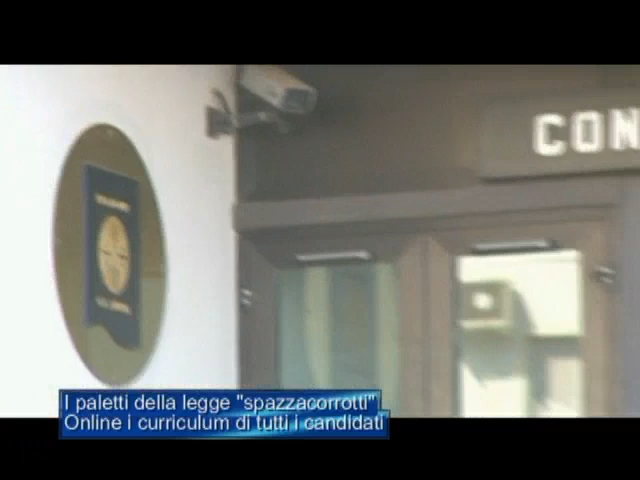 CON
I paletti della legge "spazzacorrotti"
Online i curriculum di tutti i candidati